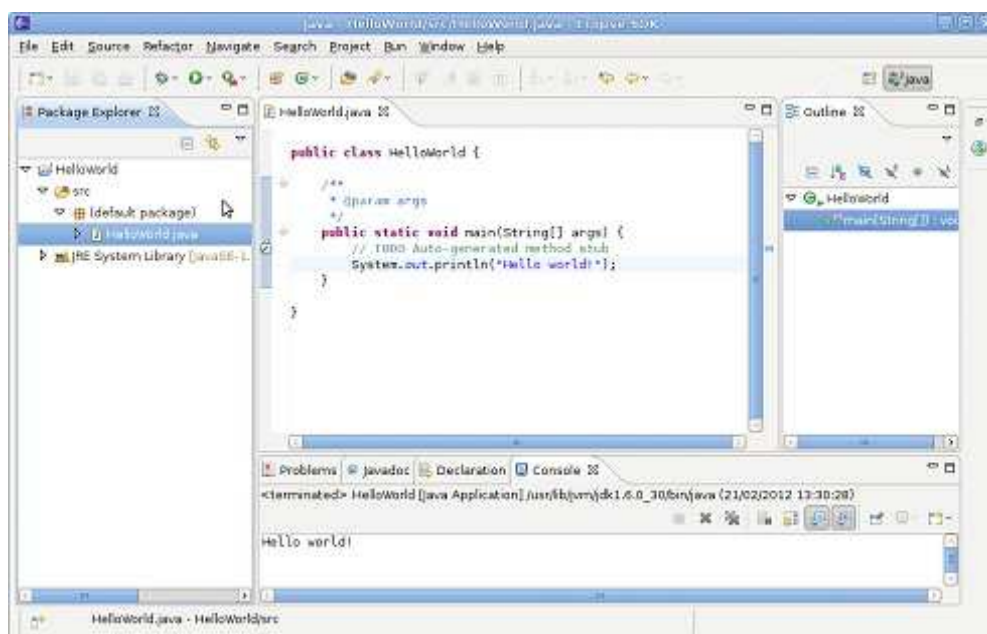 java - HelloWorld/src/HelloWorld.java - Eclipse SDK
File Edit Source Refactor Navigate Search Project Run Window Help
Java
Package Explorer
HelloWorld
src
(default package)
HelloWorld.java
JRE System Library
HelloWorld.java
public class HelloWorld {
/**
* @param args
*/
public static void main(String[] args) {
// TODO Auto-generated method stub
System.out.println("Hello world!");
}
}
Outline
HelloWorld
main(String[]) :
Problems Javadoc Declaration Console
<terminated> HelloWorld [Java Application] /usr/lib/jvm/jdk1.6.0_30/bin/java (21/02/2012 13:30:28)
Hello world!
HelloWorld.java - HelloWorld/src